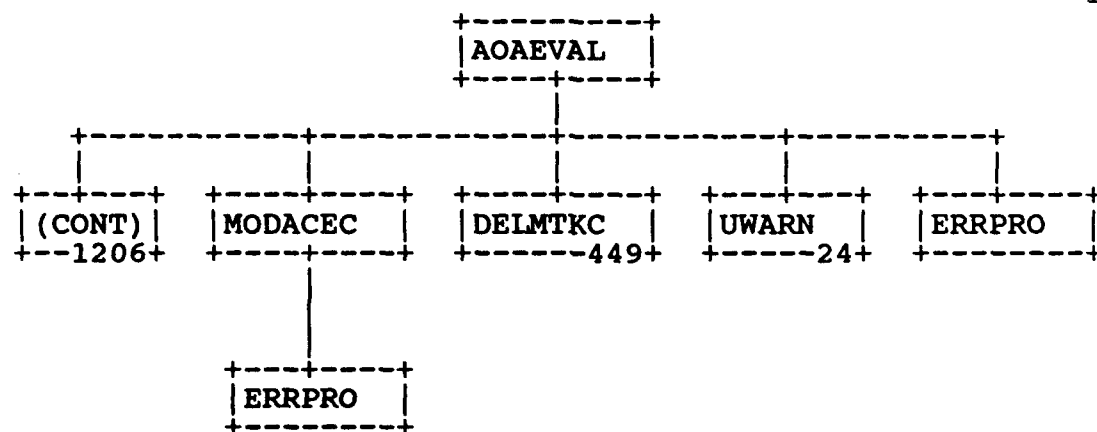 AOAEVAL
(CONT) MODACEC DELMTKC UWARN ERRPRO
1206 449 24
ERRPRO